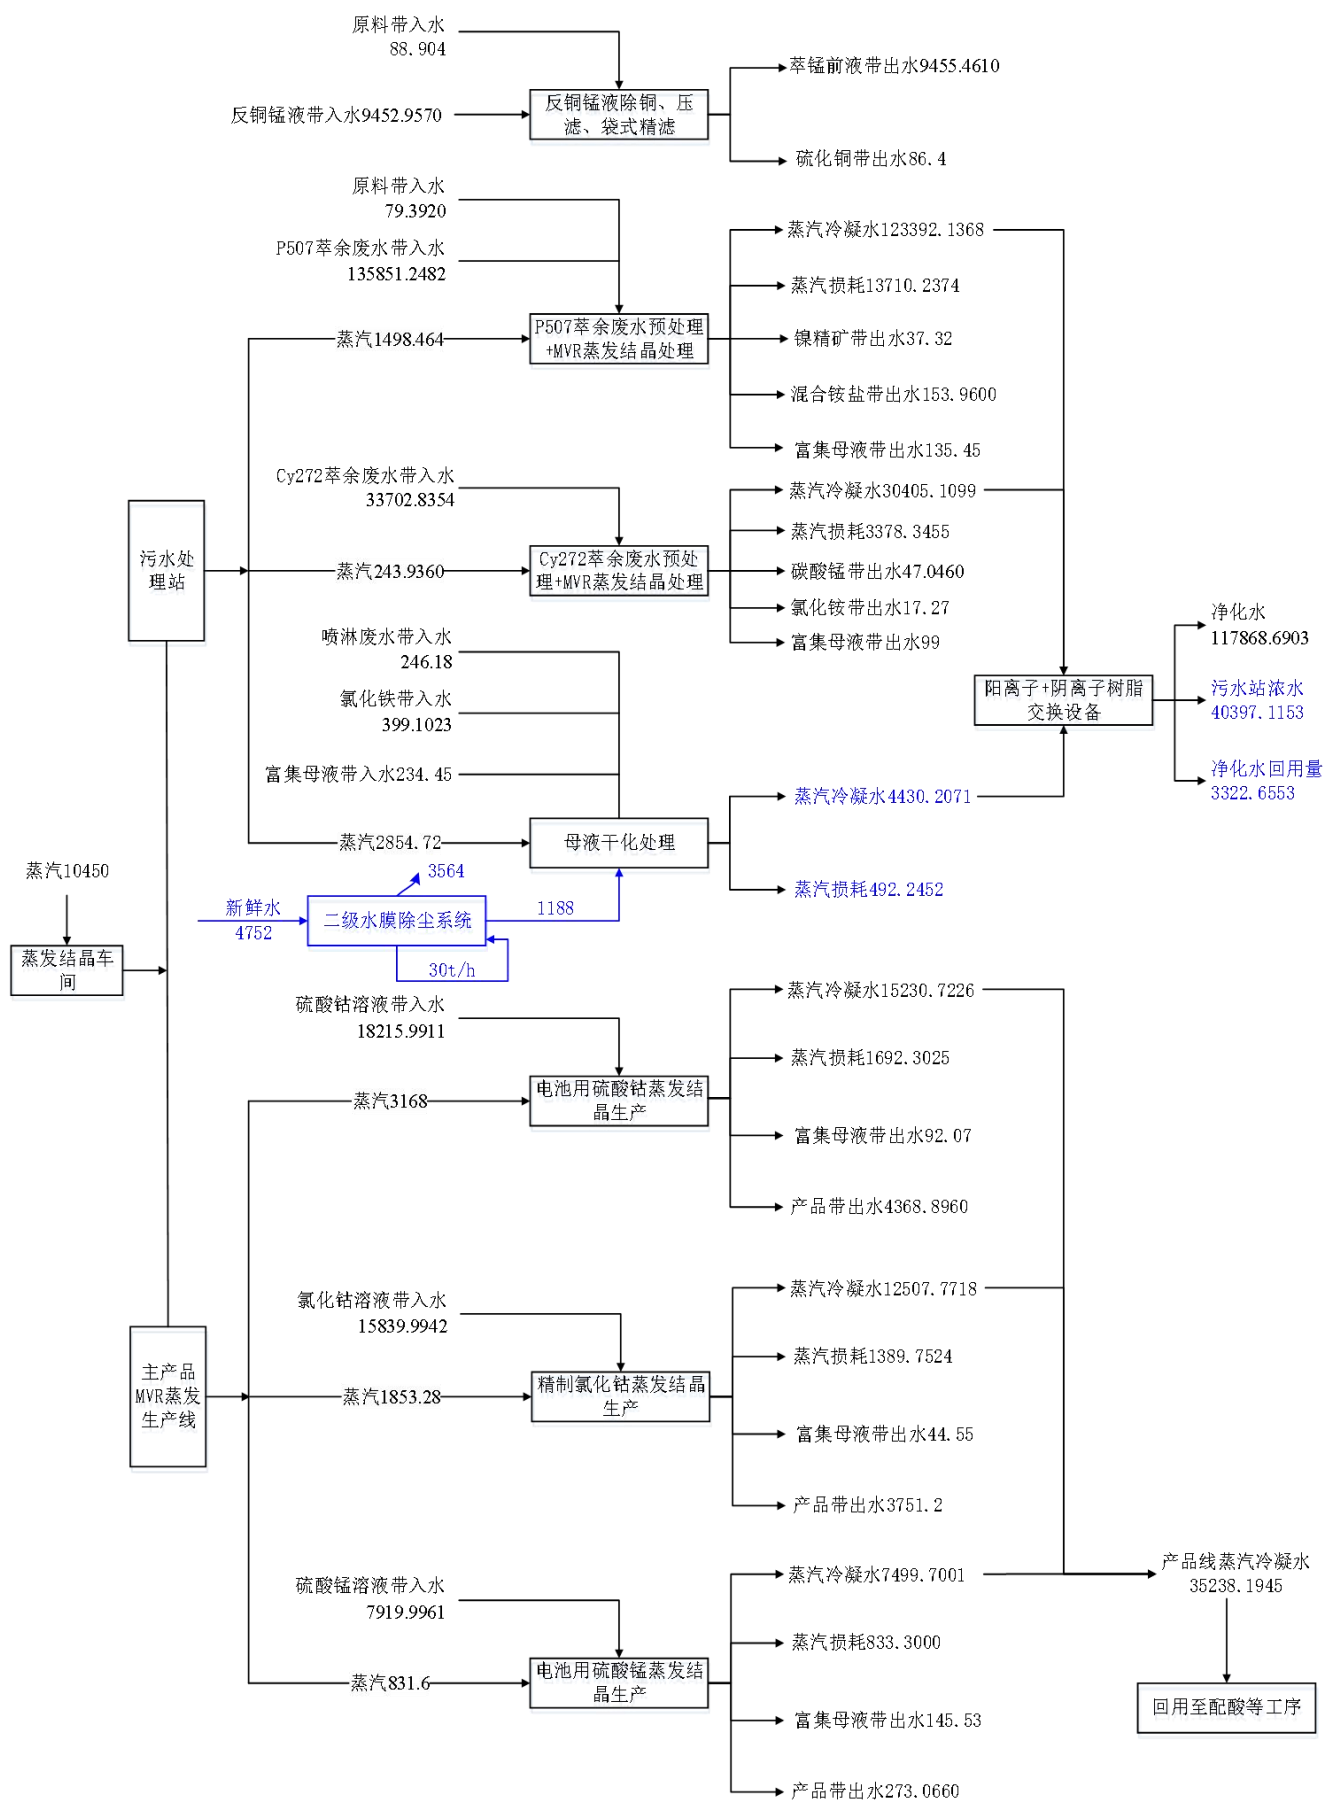 原料带入水
88.904
反铜锰液带入水9452.9570
反铜锰液除铜、压
滤、袋式精滤
萃锰前液带出水9455.4610
硫化铜带出水86.4
原料带入水
79.3920
P507萃余废水带入水
135851.2482
蒸汽1498.464
P507萃余废水预处理
+MVR蒸发结晶处理
蒸汽冷凝水123392.1368
蒸汽损耗13710.2374
镍精矿带出水37.32
混合铵盐带出水153.9600
富集母液带出水135.45
Cy272萃余废水带入水
33702.8354
污水处
理站
蒸汽243.9360
Cy272萃余废水预处
理+MVR蒸发结晶处理
蒸汽冷凝水30405.1099
蒸汽损耗3378.3455
碳酸锰带出水47.0460
氯化铵带出水17.27
富集母液带出水99
喷淋废水带入水
246.18
氯化铁带入水
399.1023
富集母液带入水234.45
蒸汽2854.72
母液干化处理
蒸汽冷凝水4430.2071
蒸汽损耗492.2452
阳离子+阴离子树脂
交换设备
净化水
117868.6903
污水站浓水
40397.1153
净化水回用量
3322.6553
蒸汽10450
蒸发结晶车
间
新鲜水
4752
二级水膜除尘系统
3564
1188
30t/h
硫酸钴溶液带入水
18215.9911
蒸汽3168
电池用硫酸钴蒸发结
晶生产
蒸汽冷凝水15230.7226
蒸汽损耗1692.3025
富集母液带出水92.07
产品带出水4368.8960
氯化钴溶液带入水
15839.9942
主产品
MVR蒸发
生产线
蒸汽1853.28
精制氯化钴蒸发结晶
生产
蒸汽冷凝水12507.7718
蒸汽损耗1389.7524
富集母液带出水44.55
产品带出水3751.2
硫酸锰溶液带入水
7919.9961
蒸汽831.6
电池用硫酸锰蒸发结
晶生产
蒸汽冷凝水7499.7001
蒸汽损耗833.3000
富集母液带出水145.53
产品带出水273.0660
产品线蒸汽冷凝水
35238.1945
回用至配酸等工序